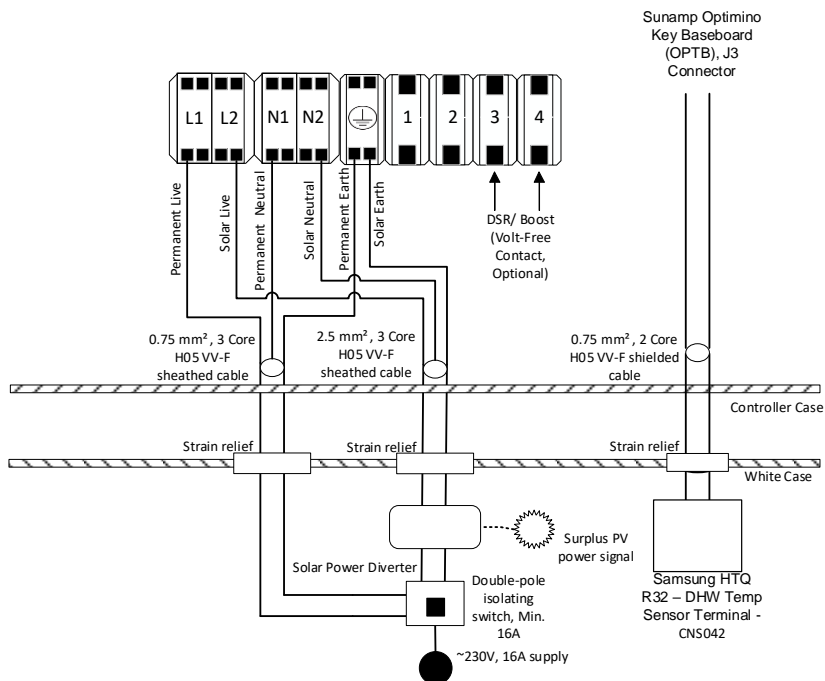 Sunamp Optimino
Key Baseboard
(OPTB), J3
Connector
L1 L2 N1 N2 1 2 3 4
Permanent Live
Solar Live
Permanent Neutral
Solar Neutral
Permanent Earth
Solar Earth
DSR/ Boost
(Volt-Free
Contact,
Optional)
0.75 mm², 3 Core
H05 VV-F
sheathed cable
2.5 mm², 3 Core
H05 VV-F
sheathed cable
0.75 mm², 2 Core
H05 VV-F shielded
cable
Controller Case
Strain relief
Strain relief
Strain relief
White Case
Surplus PV
power signal
Solar Power Diverter
Double-pole
isolating
switch, Min.
16A
~230V, 16A supply
Samsung HTQ
R32 – DHW Temp
Sensor Terminal -
CNS042